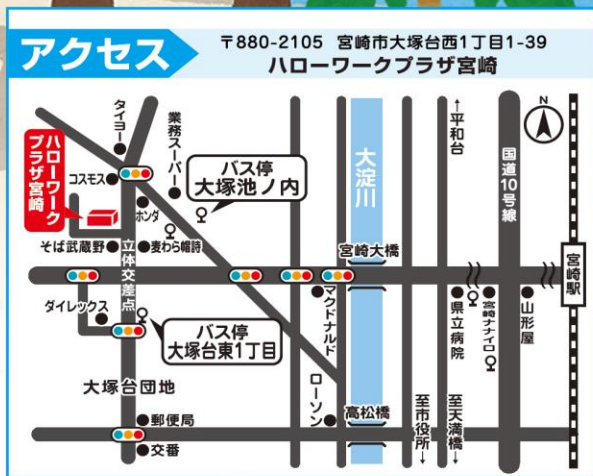 アクセス
〒880-2105 宮崎市大塚台西1丁目1-39
ハローワークプラザ宮崎
タイヨー
業務スーパー
ハローワーク
プラザ宮崎
コスモス
ホンダ
バス停
大塚池ノ内
大淀川
↑平和台
国道10号線
N
そば武蔵野
立体交差点
麦わら帽詩
宮崎大橋
宮崎駅
ダイレックス
バス停
大塚台東1丁目
マクドナルド
県立病院
宮崎ナナイロ
山形屋
大塚台団地
ローソン
高松橋
至市役所→
至天満橋→
郵便局
交番